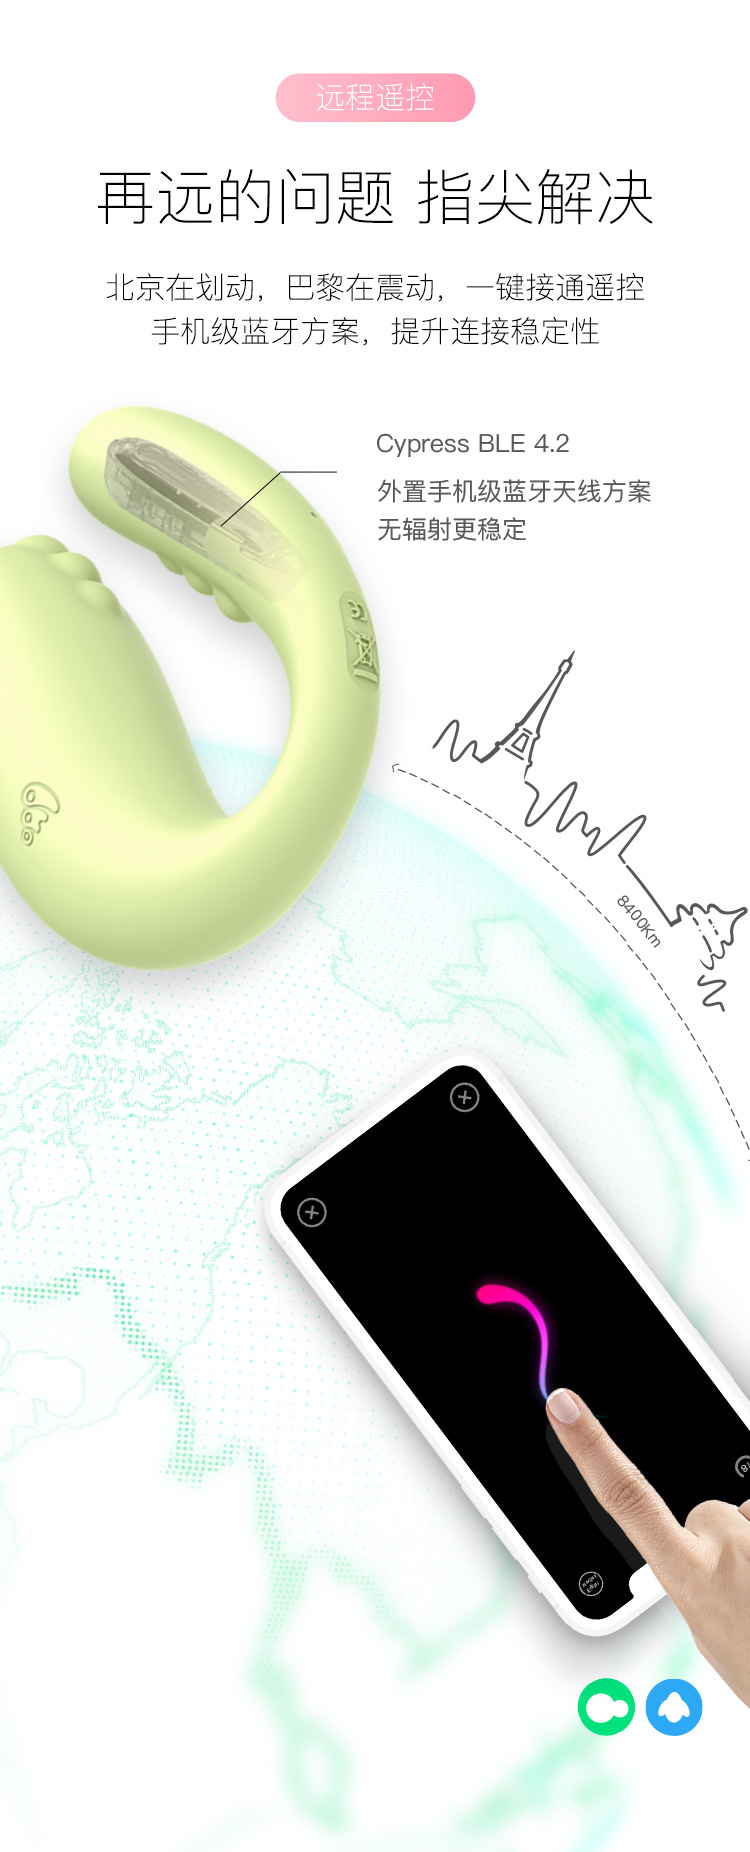 远程遥控
再远的问题 指尖解决
北京在划动，巴黎在震动，一键接通遥控
手机级蓝牙方案，提升连接稳定性
Cypress BLE 4.2
外置手机级蓝牙天线方案
无辐射更稳定
8400Km